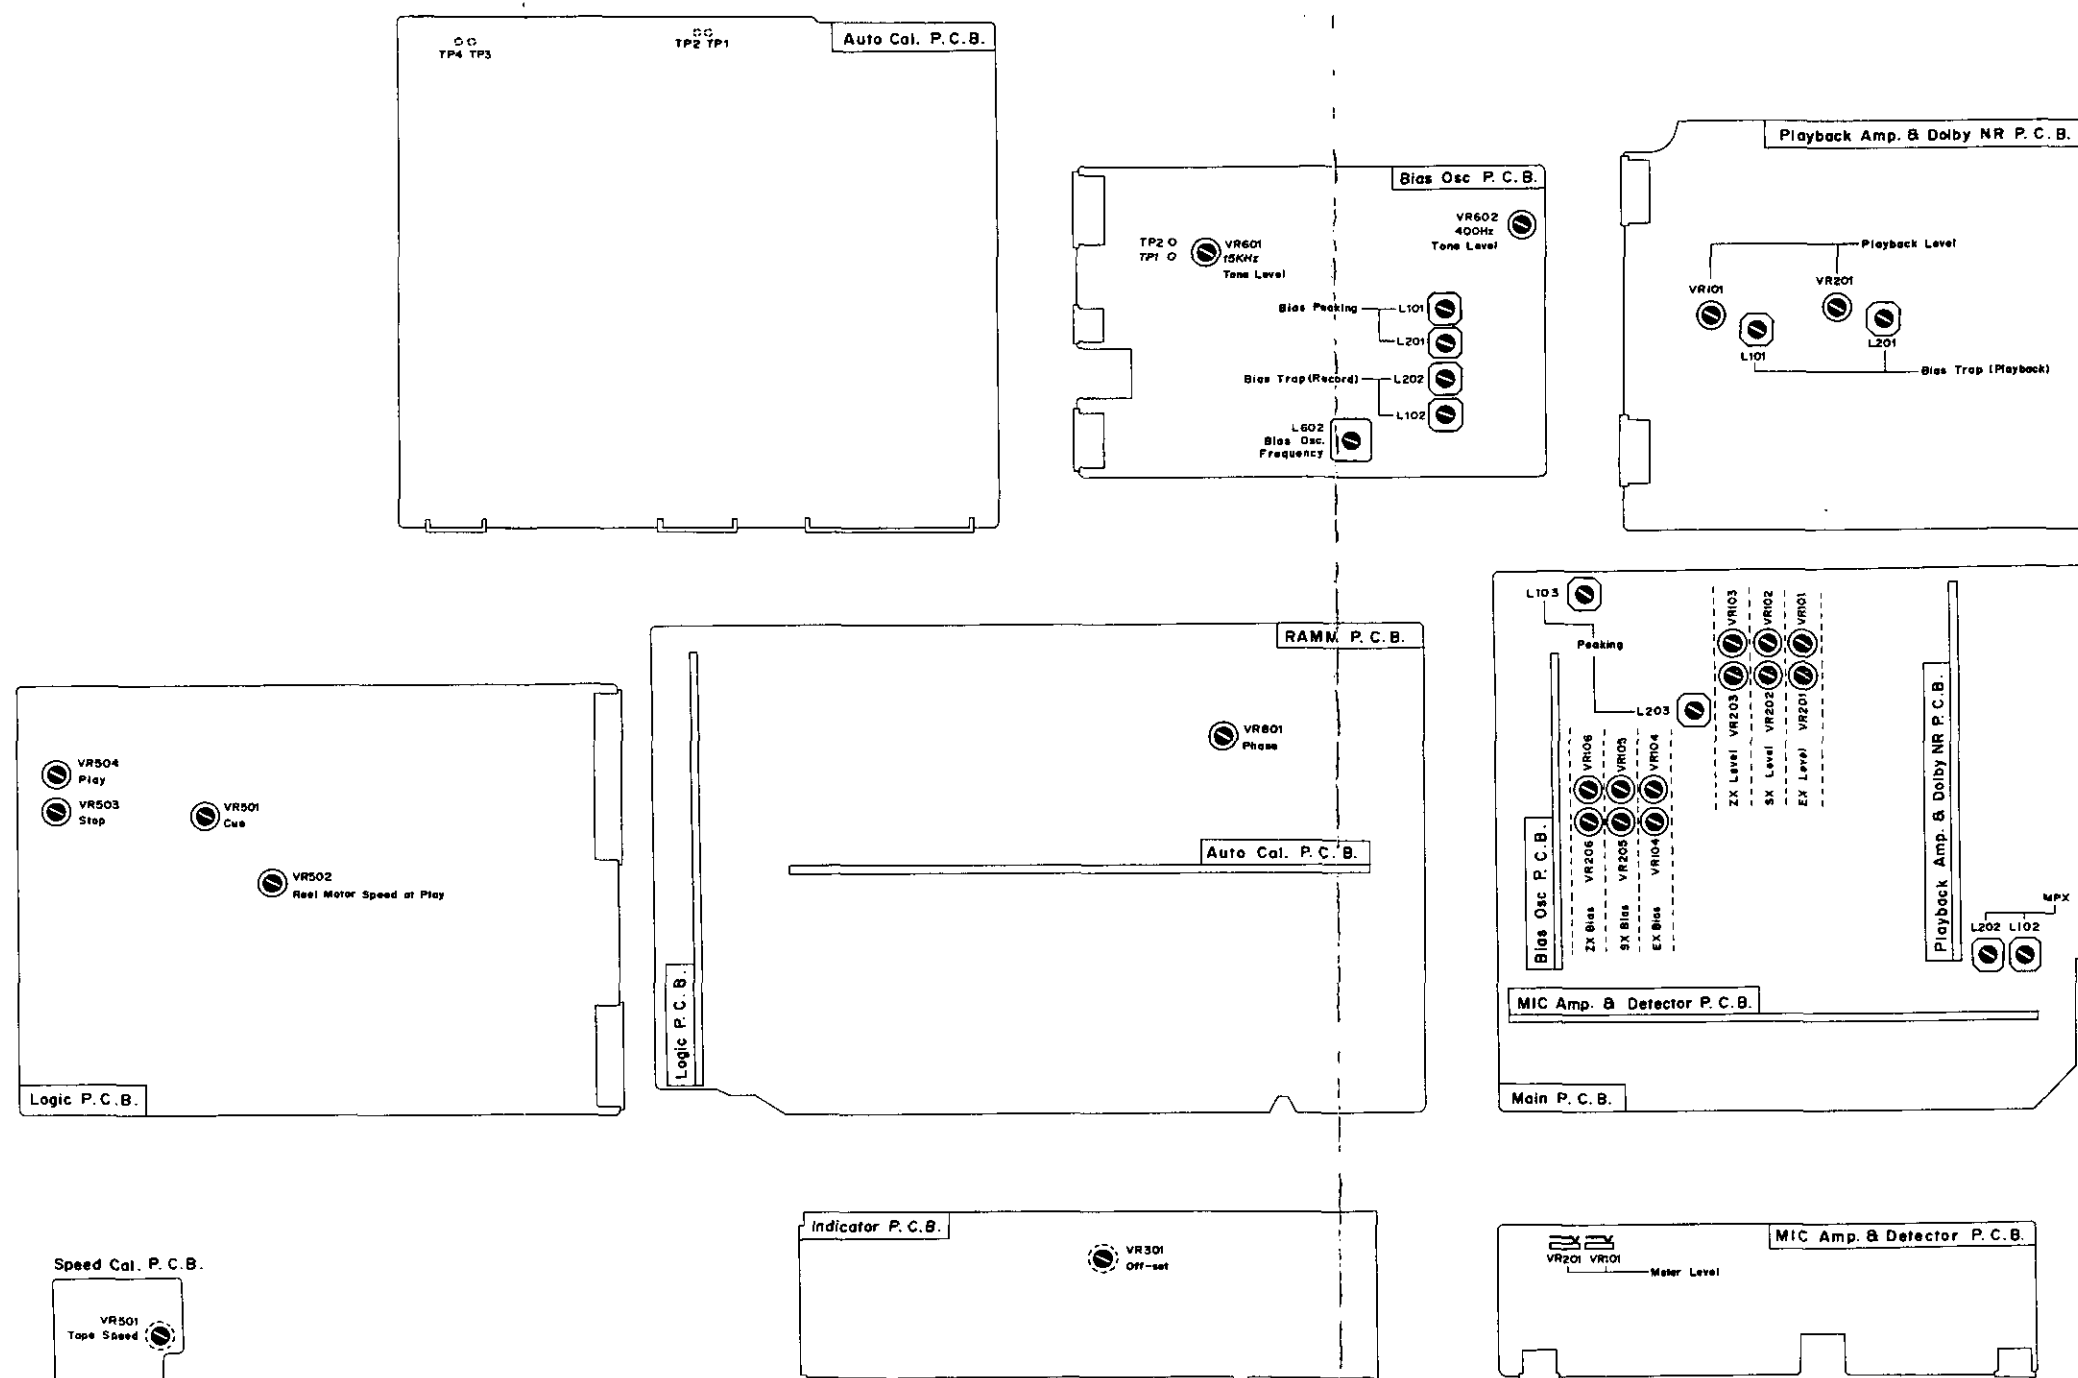 Auto Cal. P.C.B.
TP4 TP3
TP2 TP1
Bias Osc P.C.B.
VR602
400Hz
Tone Level
TP2
TP1
VR601
15KHz
Tone Level
Bias Peaking
L101
L201
Bias Trap (Record)
L202
L102
L602
Bias Osc.
Frequency
Playback Amp. & Dolby NR P.C.B.
Playback Level
VR101
VR201
L101
L201
Bias Trap (Playback)
Logic P.C.B.
VR504
Play
VR503
Stop
VR501
Cue
VR502
Reel Motor Speed at Play
RAMM P.C.B.
VR801
Phase
Auto Cal. P.C.B.
Logic P.C.B.
L103
Peaking
L203
VR103
VR102
VR101
ZX Level VR203
SX Level VR202
EX Level VR201
VR106
VR105
VR104
ZX Bias VR206
SX Bias VR205
EX Bias VR104
Bias Osc P.C.B.
Playback Amp. & Dolby NR P.C.B.
MPX
L202 L102
MIC Amp. & Detector P.C.B.
Main P.C.B.
Speed Cal. P.C.B.
VR501
Tape Speed
Indicator P.C.B.
VR301
Off-set
MIC Amp. & Detector P.C.B.
VR201 VR101
Meter Level